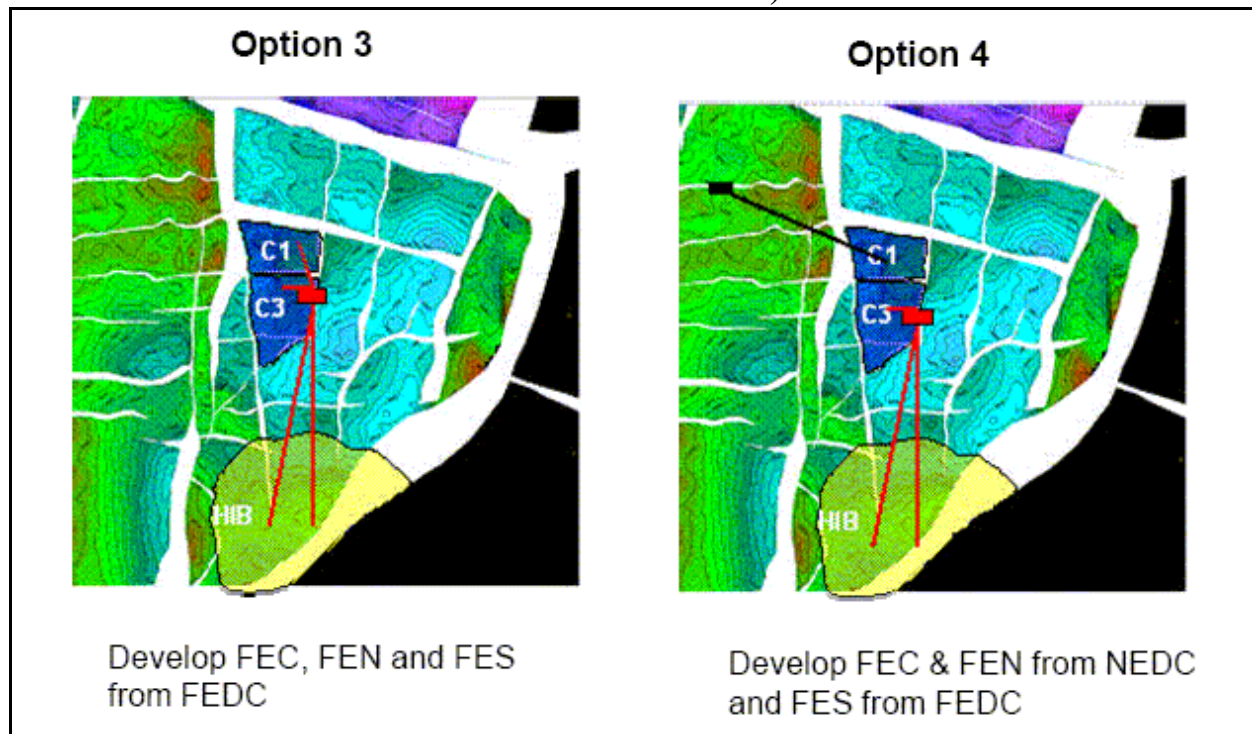 Option 3
Option 4
C1
C3
HIB
C1
C3
HIB
Develop FEC, FEN and FES
from FEDC
Develop FEC & FEN from NEDC
and FES from FEDC